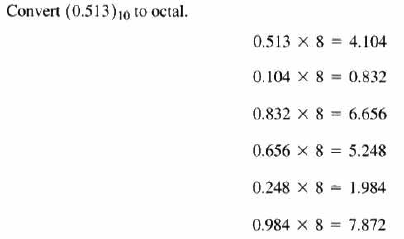 Convert (0.513)₁₀ to octal.
0.513 × 8 = 4.104
0.104 × 8 = 0.832
0.832 × 8 = 6.656
0.656 × 8 = 5.248
0.248 × 8 = 1.984
0.984 × 8 = 7.872